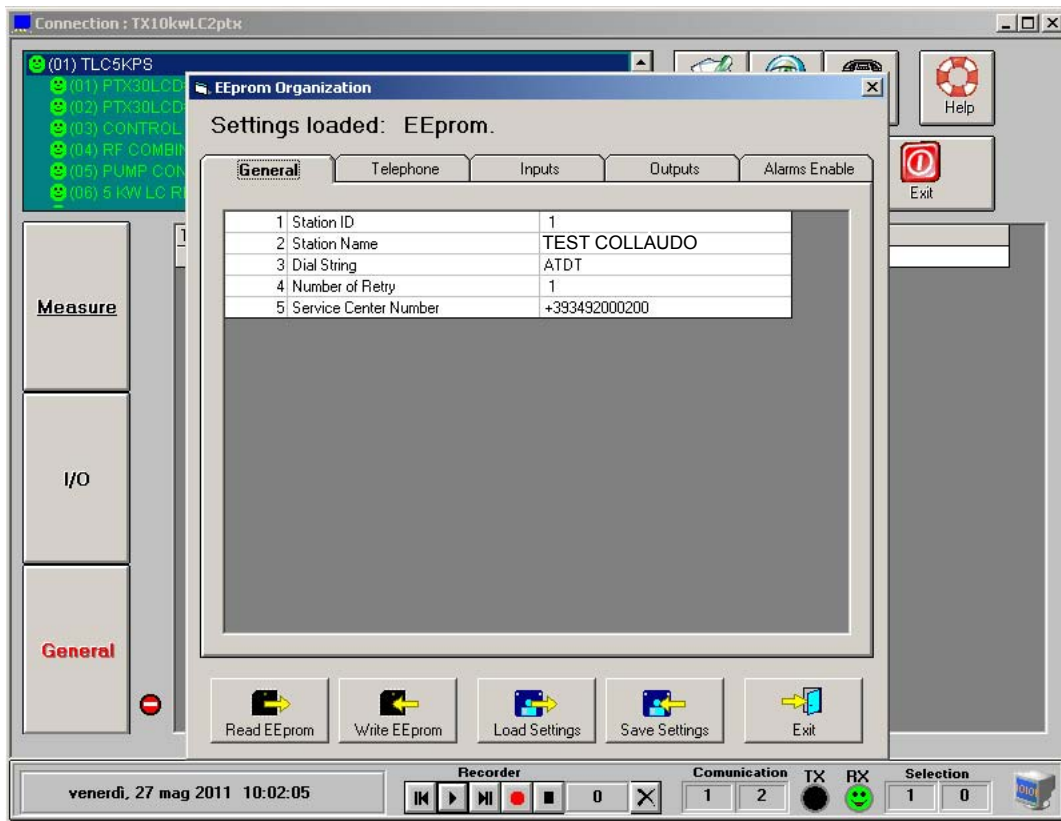 Connection : TX10kwLC2ptx
(01) TLC5KPS
(01) PTX30LCD
(02) PTX30LCD
(03) CONTROL
(04) RF COMBIN
(05) PUMP CON
(06) 5 KW LC R
Help
Exit
EEprom Organization
Settings loaded: EEprom.
General Telephone Inputs Outputs Alarms Enable
1 Station ID 1
2 Station Name TEST COLLAUDO
3 Dial String ATDT
4 Number of Retry 1
5 Service Center Number +393492000200
Measure
I/O
General
Read EEprom Write EEprom Load Settings Save Settings Exit
venerdì, 27 mag 2011 10:02:05
Recorder
0
Comunication
1 2
TX RX
Selection
1 0